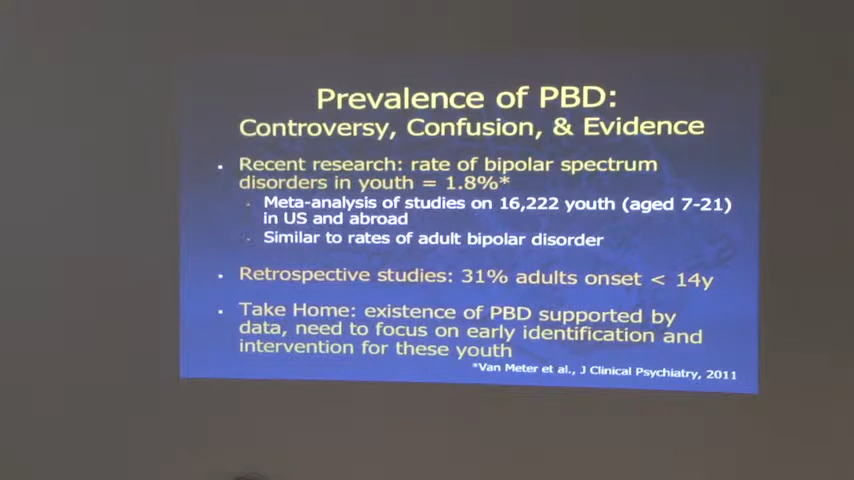 Prevalence of PBD:
Controversy, Confusion, & Evidence
Recent research: rate of bipolar spectrum
disorders in youth = 1.8%*
Meta-analysis of studies on 16,222 youth (aged 7-21)
in US and abroad
Similar to rates of adult bipolar disorder
Retrospective studies: 31% adults onset < 14y
Take Home: existence of PBD supported by
data, need to focus on early identification and
intervention for these youth
*Van Meter et al., J Clinical Psychiatry, 2011